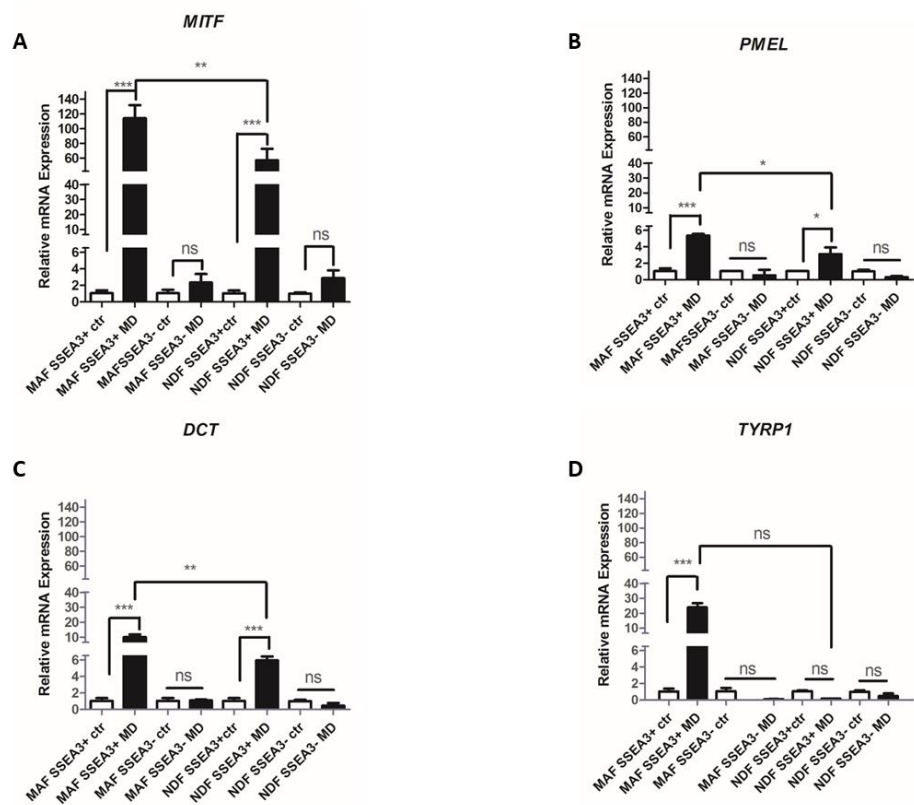 MITF
A
***
**
***
ns
ns
Relative mRNA Expression
140
120
100
80
60
40
30
20
10
6
4
2
0
MAF SSEA3+ ctr
MAF SSEA3+ MD
MAFSSEA3- ctr
MAF SSEA3- MD
NDF SSEA3+ctr
NDF SSEA3+ MD
NDF SSEA3- ctr
NDF SSEA3- MD
PMEL
B
*
***
ns
*
ns
Relative mRNA Expression
140
120
100
80
60
40
30
20
10
6
4
2
0
MAF SSEA3+ ctr
MAF SSEA3+ MD
MAFSSEA3- ctr
MAF SSEA3- MD
NDF SSEA3+ctr
NDF SSEA3+ MD
NDF SSEA3- ctr
NDF SSEA3- MD
DCT
C
**
***
ns
***
ns
Relative mRNA Expression
140
120
100
80
60
40
30
20
10
6
4
2
0
MAF SSEA3+ ctr
MAF SSEA3+ MD
MAF SSEA3- ctr
MAF SSEA3- MD
NDF SSEA3+ctr
NDF SSEA3+ MD
NDF SSEA3- ctr
NDF SSEA3- MD
TYRP1
D
ns
***
ns
ns
ns
Relative mRNA Expression
140
120
100
80
60
40
30
20
10
6
4
2
0
MAF SSEA3+ ctr
MAF SSEA3+ MD
MAF SSEA3- ctr
MAF SSEA3- MD
NDF SSEA3+ctr
NDF SSEA3+ MD
NDF SSEA3- ctr
NDF SSEA3- MD